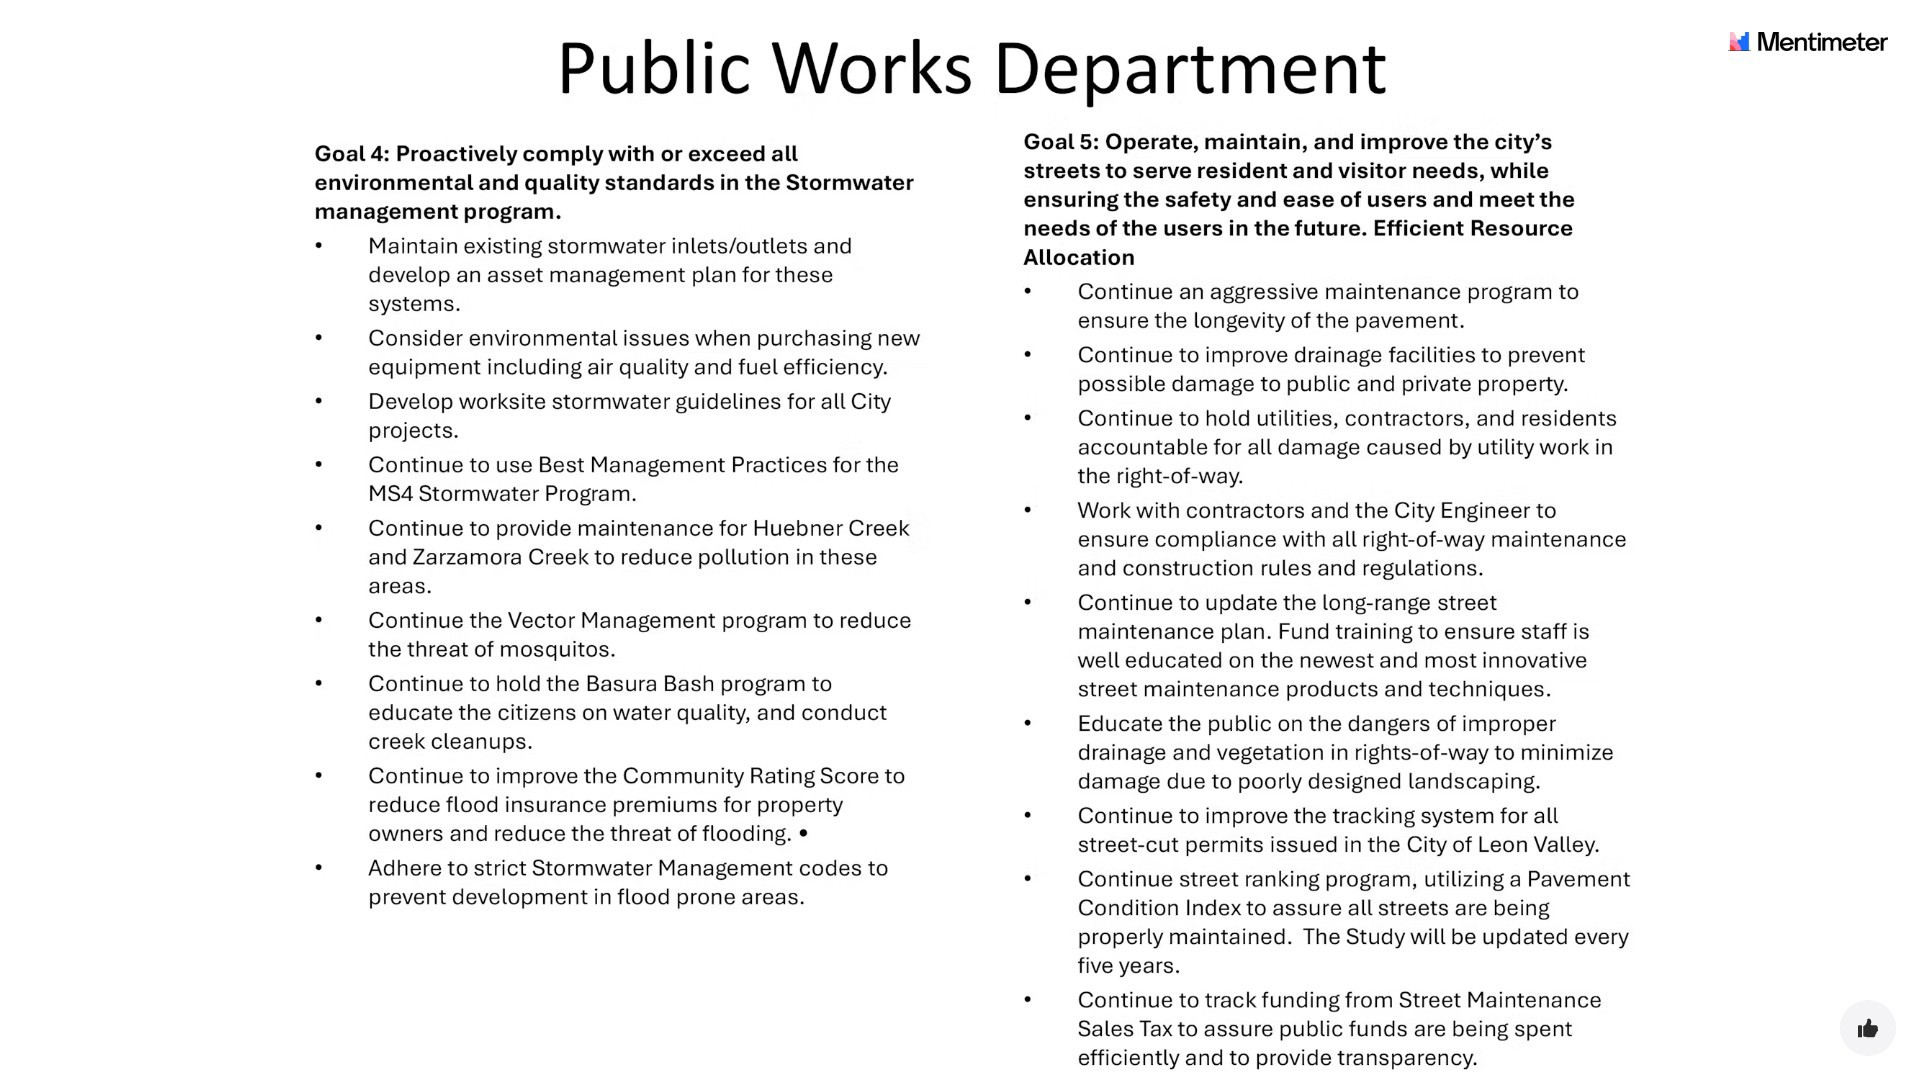 Public Works Department
Mentimeter
Goal 4: Proactively comply with or exceed all
environmental and quality standards in the Stormwater
management program.
• Maintain existing stormwater inlets/outlets and
develop an asset management plan for these
systems.
• Consider environmental issues when purchasing new
equipment including air quality and fuel efficiency.
• Develop worksite stormwater guidelines for all City
projects.
• Continue to use Best Management Practices for the
MS4 Stormwater Program.
• Continue to provide maintenance for Huebner Creek
and Zarzamora Creek to reduce pollution in these
areas.
• Continue the Vector Management program to reduce
the threat of mosquitos.
• Continue to hold the Basura Bash program to
educate the citizens on water quality, and conduct
creek cleanups.
• Continue to improve the Community Rating Score to
reduce flood insurance premiums for property
owners and reduce the threat of flooding. •
• Adhere to strict Stormwater Management codes to
prevent development in flood prone areas.
Goal 5: Operate, maintain, and improve the city’s
streets to serve resident and visitor needs, while
ensuring the safety and ease of users and meet the
needs of the users in the future. Efficient Resource
Allocation
• Continue an aggressive maintenance program to
ensure the longevity of the pavement.
• Continue to improve drainage facilities to prevent
possible damage to public and private property.
• Continue to hold utilities, contractors, and residents
accountable for all damage caused by utility work in
the right-of-way.
• Work with contractors and the City Engineer to
ensure compliance with all right-of-way maintenance
and construction rules and regulations.
• Continue to update the long-range street
maintenance plan. Fund training to ensure staff is
well educated on the newest and most innovative
street maintenance products and techniques.
• Educate the public on the dangers of improper
drainage and vegetation in rights-of-way to minimize
damage due to poorly designed landscaping.
• Continue to improve the tracking system for all
street-cut permits issued in the City of Leon Valley.
• Continue street ranking program, utilizing a Pavement
Condition Index to assure all streets are being
properly maintained.  The Study will be updated every
five years.
• Continue to track funding from Street Maintenance
Sales Tax to assure public funds are being spent
efficiently and to provide transparency.